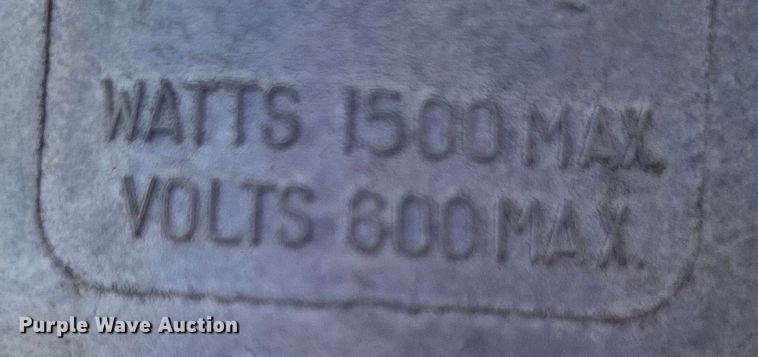 WATTS 1500 MAX.
VOLTS 600 MAX.
Purple Wave Auction